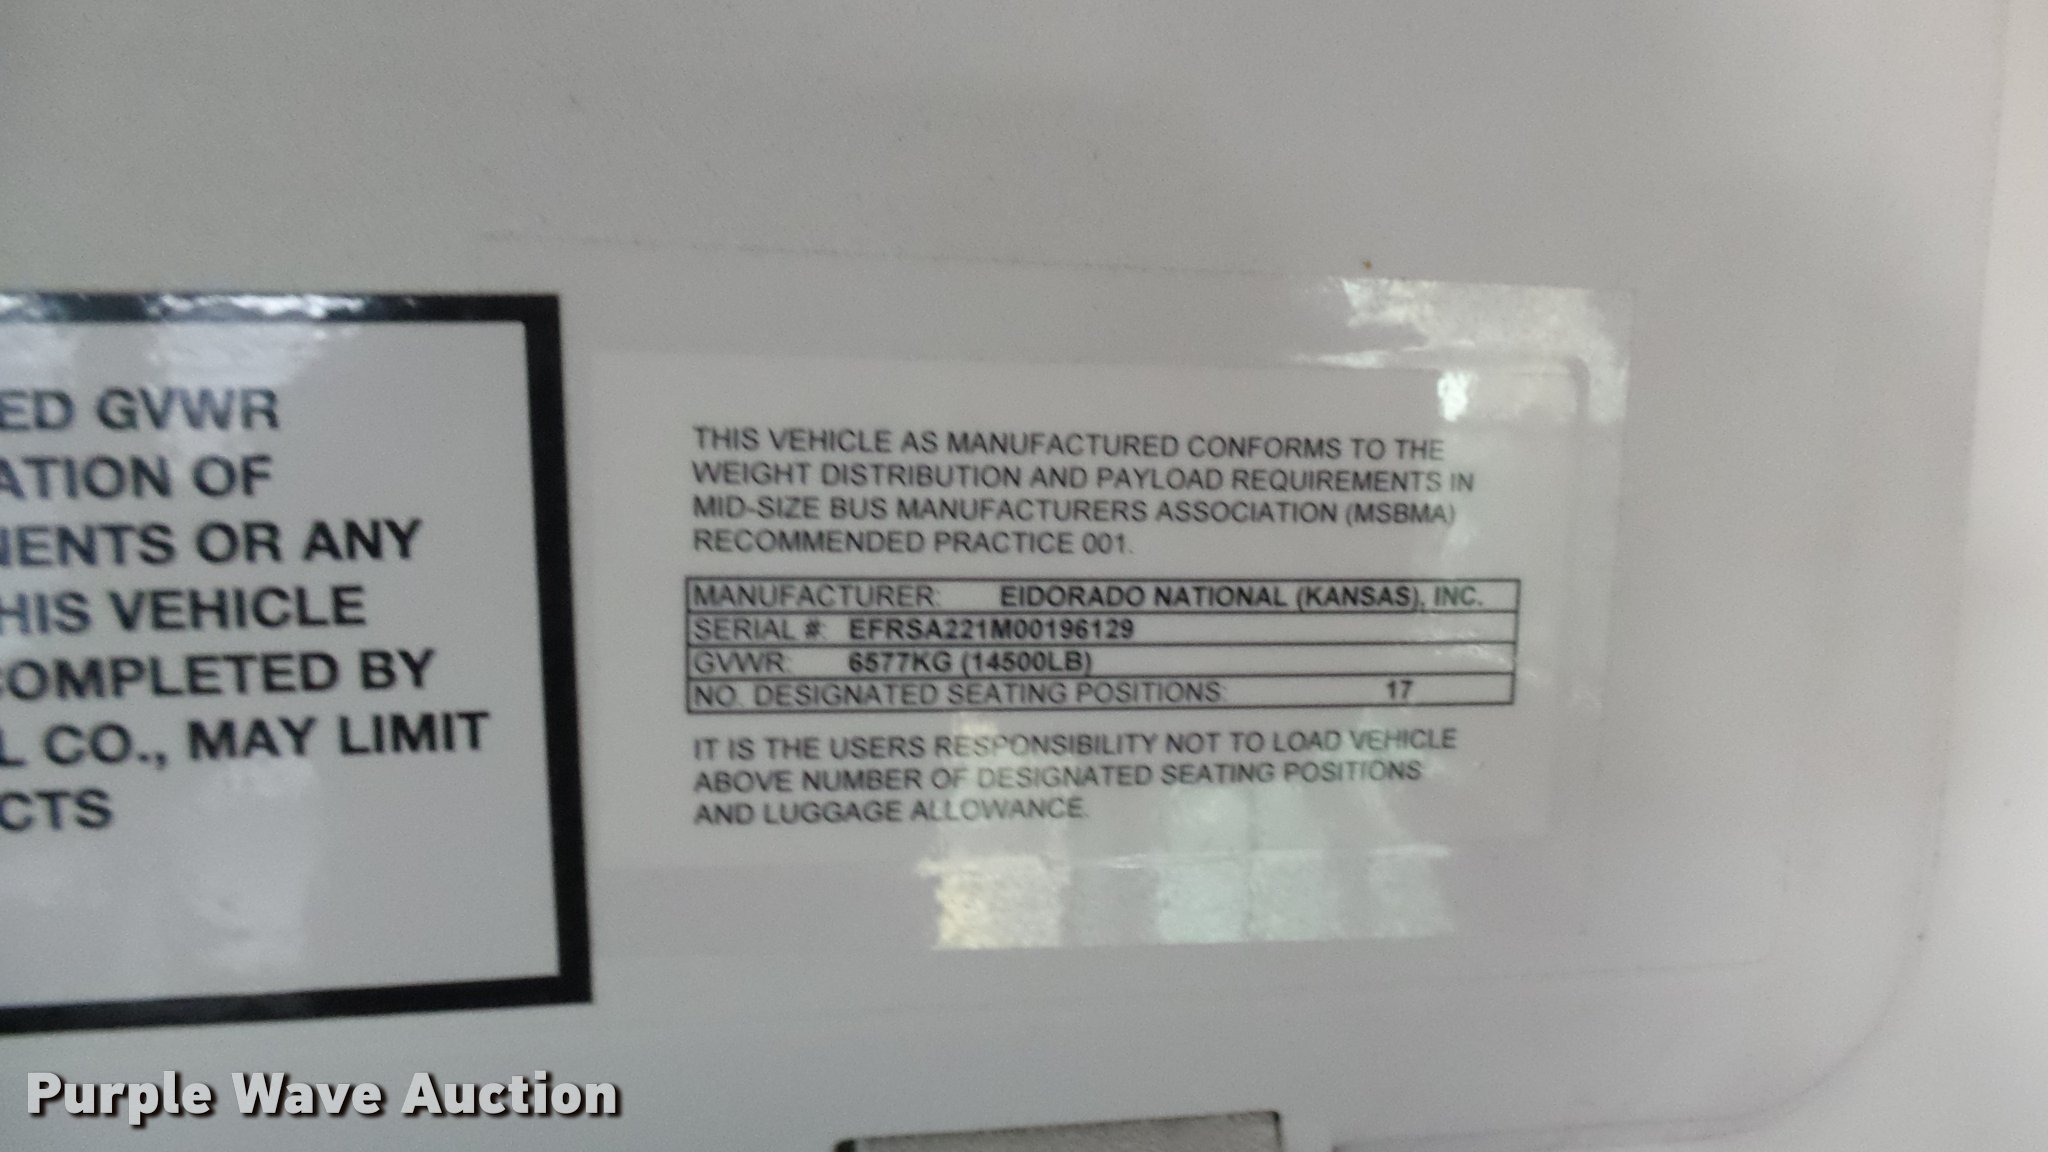 ED GVWR
ATION OF
NENTS OR ANY
HIS VEHICLE
COMPLETED BY
L CO., MAY LIMIT
CTS
THIS VEHICLE AS MANUFACTURED CONFORMS TO THE
WEIGHT DISTRIBUTION AND PAYLOAD REQUIREMENTS IN
MID-SIZE BUS MANUFACTURERS ASSOCIATION (MSBMA)
RECOMMENDED PRACTICE 001.
MANUFACTURER: ElDORADO NATIONAL (KANSAS), INC.
SERIAL #: EFRSA221M00196129
GVWR: 6577KG (14500LB)
NO. DESIGNATED SEATING POSITIONS: 17
IT IS THE USERS RESPONSIBILITY NOT TO LOAD VEHICLE
ABOVE NUMBER OF DESIGNATED SEATING POSITIONS
AND LUGGAGE ALLOWANCE.
Purple Wave Auction